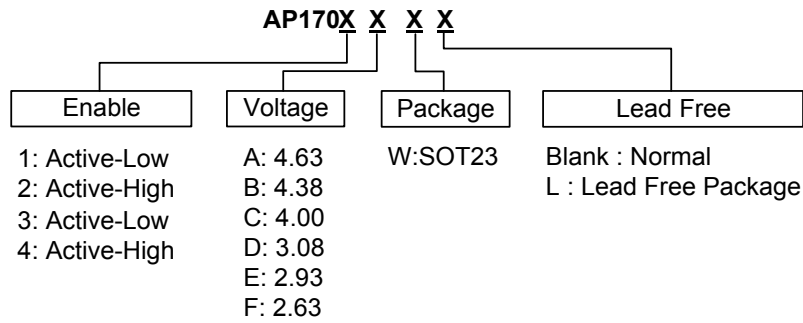 AP170X X X X
Enable
1: Active-Low
2: Active-High
3: Active-Low
4: Active-High
Voltage
A: 4.63
B: 4.38
C: 4.00
D: 3.08
E: 2.93
F: 2.63
Package
W:SOT23
Lead Free
Blank : Normal
L : Lead Free Package